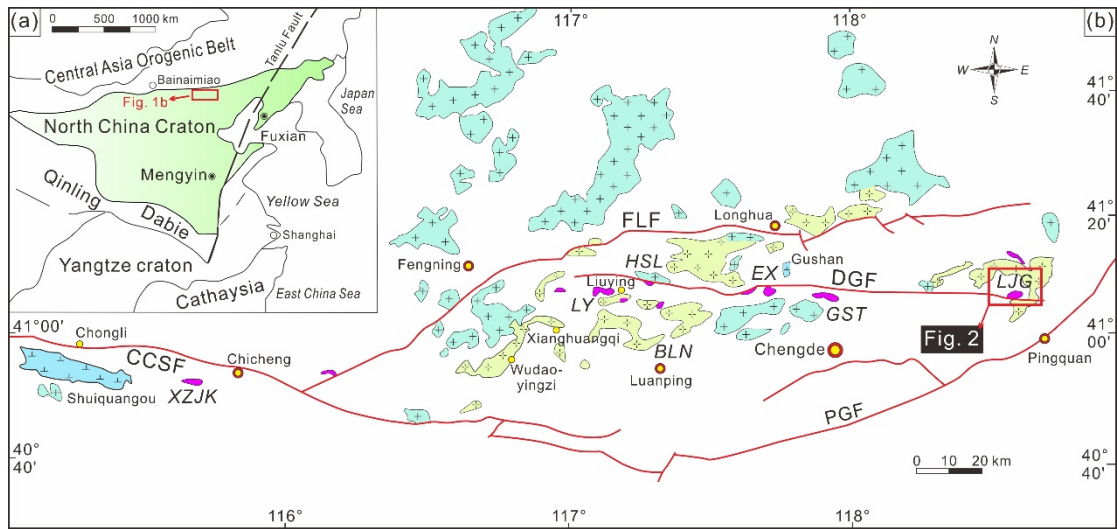 (a)
0 500 1000 km
Central Asia Orogenic Belt
Bainaimiao
Fig. 1b
Tanlu Fault
Japan
Sea
North China Craton
Fuxian
Mengyin
Qinling
Dabie
Yellow Sea
Shanghai
Yangtze craton
Cathaysia
East China Sea
117°
118°
(b)
N
W
E
S
41°
40'
41°
20'
FLF
Longhua
Fengning
HSL
Gushan
EX
DGF
LJG
Liuying
LY
GST
Fig. 2
41°00'
Chongli
CCSF
Chicheng
Xianghuangqi
BLN
Chengde
41°
00'
Pingquan
Wudao-
yingzi
Luanping
Shuiquangou
XZJK
PGF
40°
40'
40°
40'
0 10 20 km
116°
117°
118°